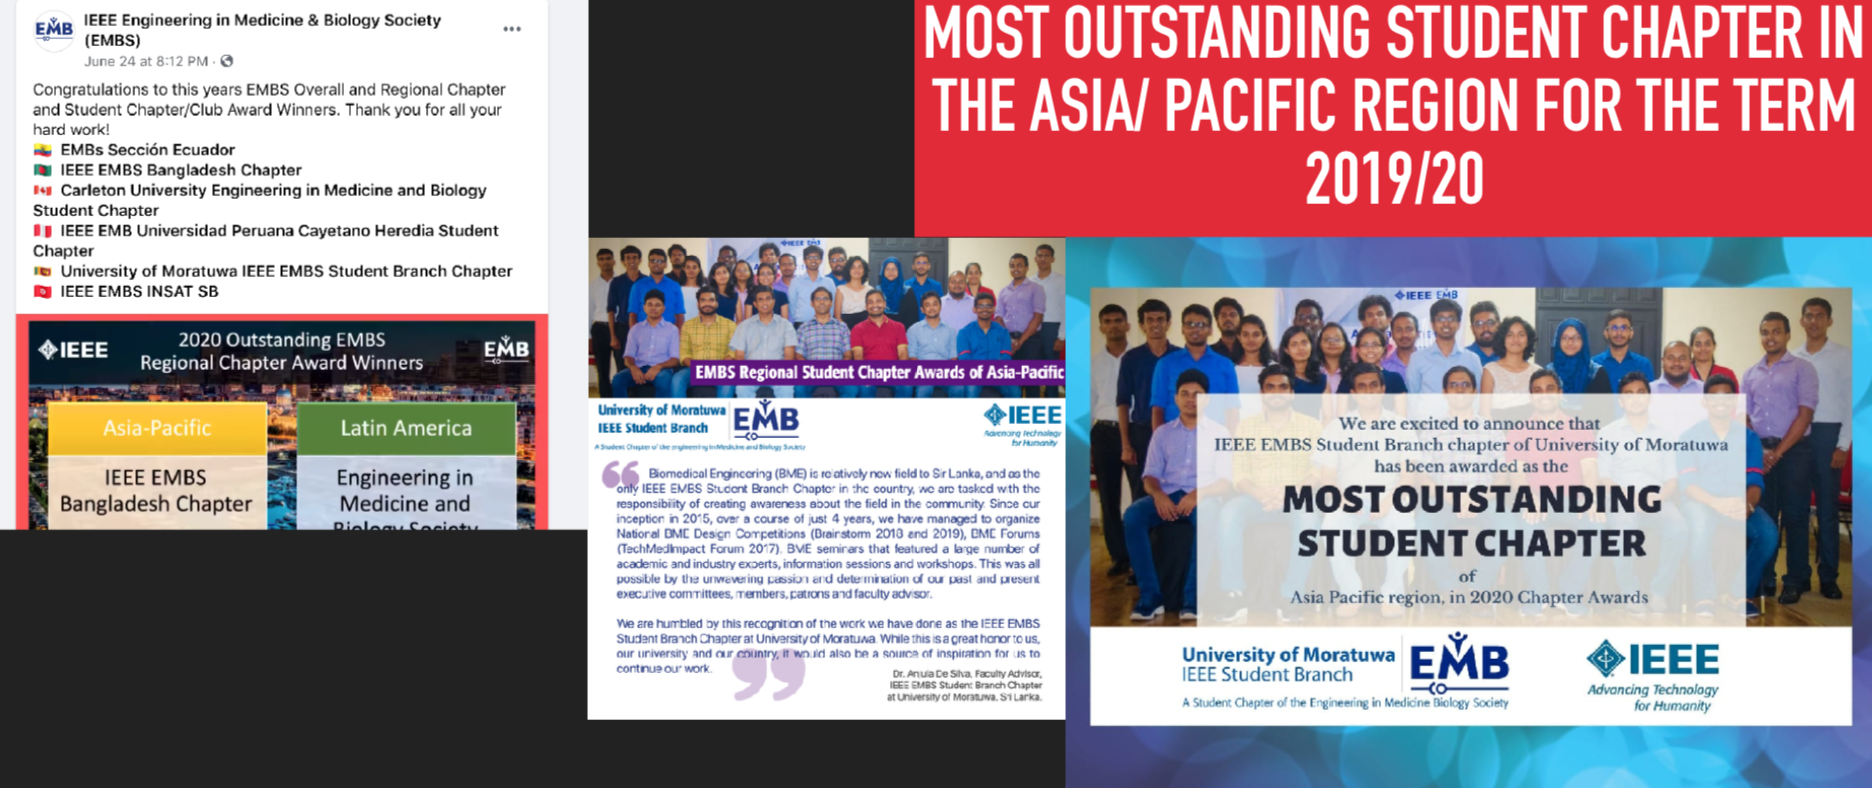 EMB
IEEE Engineering in Medicine & Biology Society
(EMBS)
June 24 at 8:12 PM ·
Congratulations to this years EMBS Overall and Regional Chapter
and Student Chapter/Club Award Winners. Thank you for all your
hard work!
EMBs Sección Ecuador
IEEE EMBS Bangladesh Chapter
Carleton University Engineering in Medicine and Biology
Student Chapter
IEEE EMB Universidad Peruana Cayetano Heredia Student
Chapter
University of Moratuwa IEEE EMBS Student Branch Chapter
IEEE EMBS INSAT SB
IEEE
2020 Outstanding EMBS
Regional Chapter Award Winners
EMB
Asia-Pacific
IEEE EMBS
Bangladesh Chapter
Latin America
Engineering in
Medicine and
Biology Society
MOST OUTSTANDING STUDENT CHAPTER IN
THE ASIA/ PACIFIC REGION FOR THE TERM
2019/20
IEEE EMB
EMBS Regional Student Chapter Awards of Asia-Pacific
University of Moratuwa
IEEE Student Branch
EMB
A Student Chapter of the engineering in Medicine and Biology Society
IEEE
Advancing Technology
for Humanity
Biomedical Engineering (BME) is relatively new field to Sir Lanka, and as the
only IEEE EMBS Student Branch Chapter in the country, we are tasked with the
responsibility of creating awareness about the field in the community. Since our
inception in 2015, over a course of just 4 years, we have managed to organize
National BME Design Competitions (Brainstorm 2018 and 2019), BME Forums
(TechMedImpact Forum 2017), BME seminars that featured a large number of
academic and industry experts, information sessions and workshops. This was all
possible by the unwavering passion and determination of our past and present
executive committees, members, patrons and faculty advisor.
We are humbled by this recognition of the work we have done as the IEEE EMBS
Student Branch Chapter at University of Moratuwa. While this is a great honor to us,
our university and our country, it would also be a source of inspiration for us to
continue our work.
Dr. Anjula De Silva, Faculty Advisor,
IEEE EMBS Student Branch Chapter
at University of Moratuwa, Sri Lanka.
IEEE EMB
We are excited to announce that
IEEE EMBS Student Branch chapter of University of Moratuwa
has been awarded as the
MOST OUTSTANDING
STUDENT CHAPTER
of
Asia Pacific region, in 2020 Chapter Awards
University of Moratuwa
IEEE Student Branch
EMB
A Student Chapter of the Engineering in Medicine Biology Society
IEEE
Advancing Technology
for Humanity